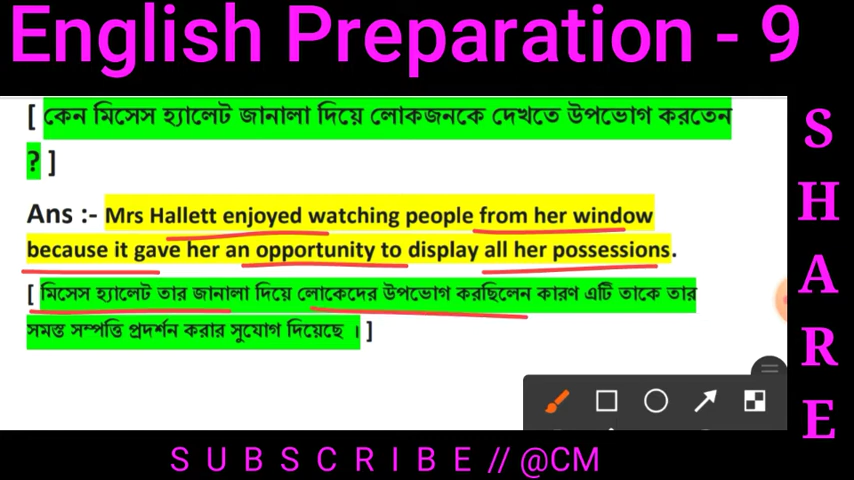 English Preparation - 9
[ কেন মিসেস হ্যালেট জানালা দিয়ে লোকজনকে দেখতে উপভোগ করতেন
? ]
Ans :- Mrs Hallett enjoyed watching people from her window
because it gave her an opportunity to display all her possessions.
[ মিসেস হ্যালেট তার জানালা দিয়ে লোকেদের উপভোগ করছিলেন কারণ এটি তাকে তার
সমস্ত সম্পত্তি প্রদর্শন করার সুযোগ দিয়েছে । ]
S
H
A
R
E
S U B S C R I B E // @CM